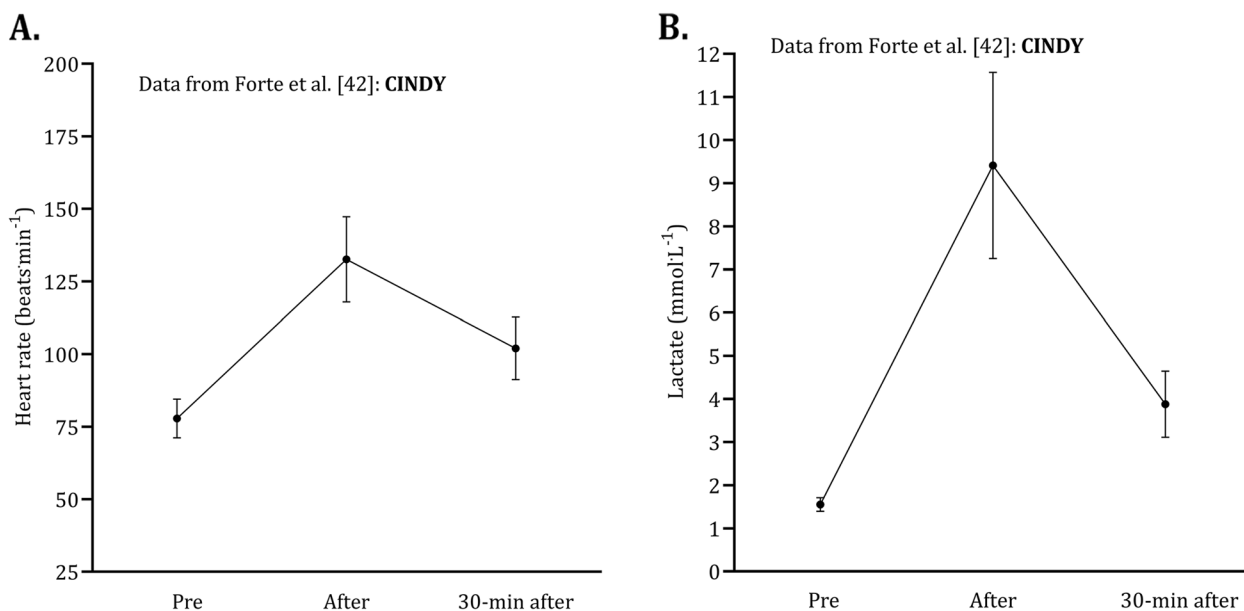 A.
Data from Forte et al. [42]: CINDY
Heart rate (beats·min⁻¹)
200
175
150
125
100
75
50
25
Pre After 30-min after
B.
Data from Forte et al. [42]: CINDY
Lactate (mmol·L⁻¹)
12
11
10
9
8
7
6
5
4
3
2
1
0
Pre After 30-min after